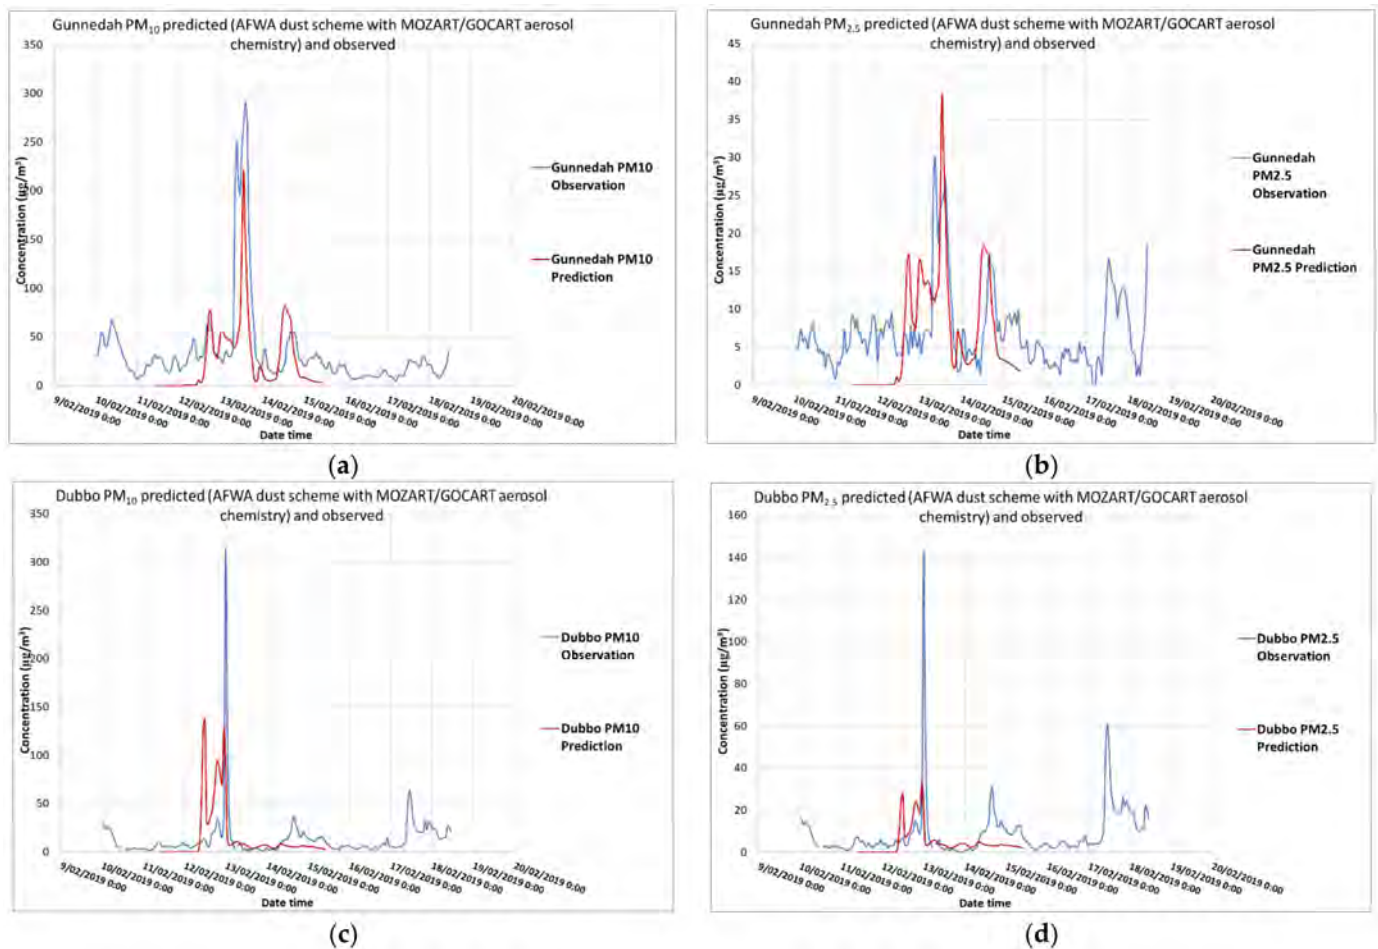 Gunnedah PM10 predicted (AFWA dust scheme with MOZART/GOCART aerosol
chemistry) and observed
350
300
250
200
150
100
50
0
Concentration (µg/m³)
Gunnedah PM10
Observation
Gunnedah PM10
Prediction
9/02/2019 0:00
10/02/2019 0:00
11/02/2019 0:00
12/02/2019 0:00
13/02/2019 0:00
14/02/2019 0:00
15/02/2019 0:00
16/02/2019 0:00
17/02/2019 0:00
18/02/2019 0:00
19/02/2019 0:00
20/02/2019 0:00
Date time
(a)
Gunnedah PM2.5 predicted (AFWA dust scheme with MOZART/GOCART
aerosol chemistry) and observed
45
40
35
30
25
20
15
10
5
0
Concentration (µg/m³)
Gunnedah
PM2.5
Observation
Gunnedah
PM2.5 Prediction
9/02/2019 0:00
10/02/2019 0:00
11/02/2019 0:00
12/02/2019 0:00
13/02/2019 0:00
14/02/2019 0:00
15/02/2019 0:00
16/02/2019 0:00
17/02/2019 0:00
18/02/2019 0:00
19/02/2019 0:00
20/02/2019 0:00
Date time
(b)
Dubbo PM10 predicted (AFWA dust scheme with MOZART/GOCART aerosol
chemistry) and observed
350
300
250
200
150
100
50
0
Concentration (µg/m³)
Dubbo PM10
Observation
Dubbo PM10
Prediction
9/02/2019 0:00
10/02/2019 0:00
11/02/2019 0:00
12/02/2019 0:00
13/02/2019 0:00
14/02/2019 0:00
15/02/2019 0:00
16/02/2019 0:00
17/02/2019 0:00
18/02/2019 0:00
19/02/2019 0:00
20/02/2019 0:00
Date time
(c)
Dubbo PM2.5 predicted (AFWA dust scheme with MOZART/GOCART aerosol
chemistry) and observed
160
140
120
100
80
60
40
20
0
Concentration (µg/m³)
Dubbo PM2.5
Observation
Dubbo PM2.5
Prediction
9/02/2019 0:00
10/02/2019 0:00
11/02/2019 0:00
12/02/2019 0:00
13/02/2019 0:00
14/02/2019 0:00
15/02/2019 0:00
16/02/2019 0:00
17/02/2019 0:00
18/02/2019 0:00
19/02/2019 0:00
20/02/2019 0:00
Date time
(d)